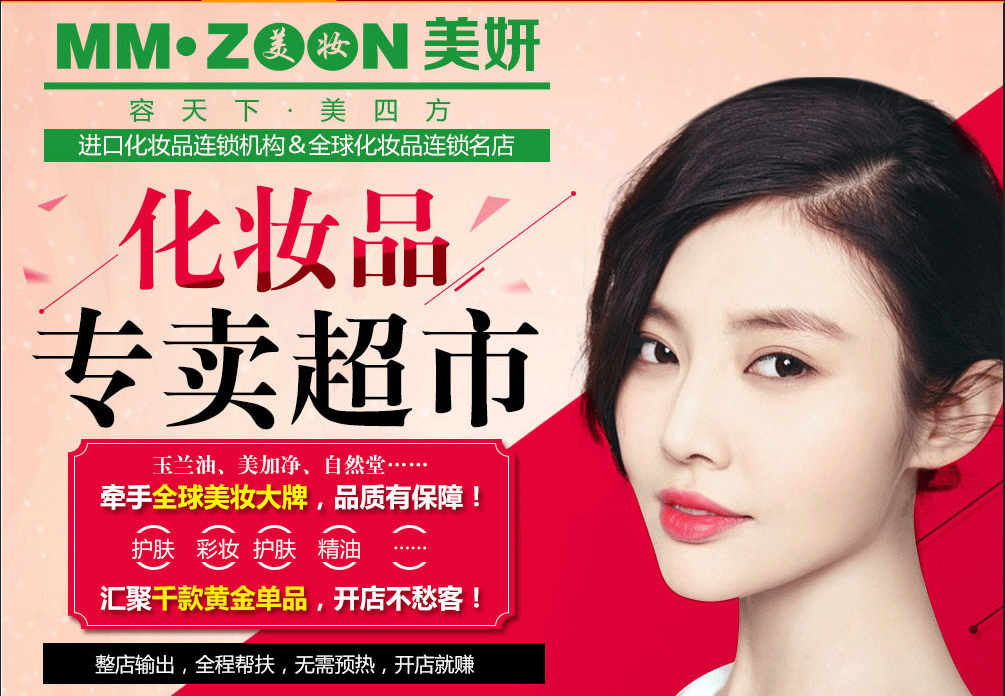 MM·ZOON美妍
美妆
容天下·美四方
进口化妆品连锁机构&全球化妆品连锁名店
化妆品
专卖超市
玉兰油、美加净、自然堂……
牵手全球美妆大牌，品质有保障！
护肤 彩妆 护肤 精油 ……
汇聚千款黄金单品，开店不愁客！
整店输出，全程帮扶，无需预热，开店就赚